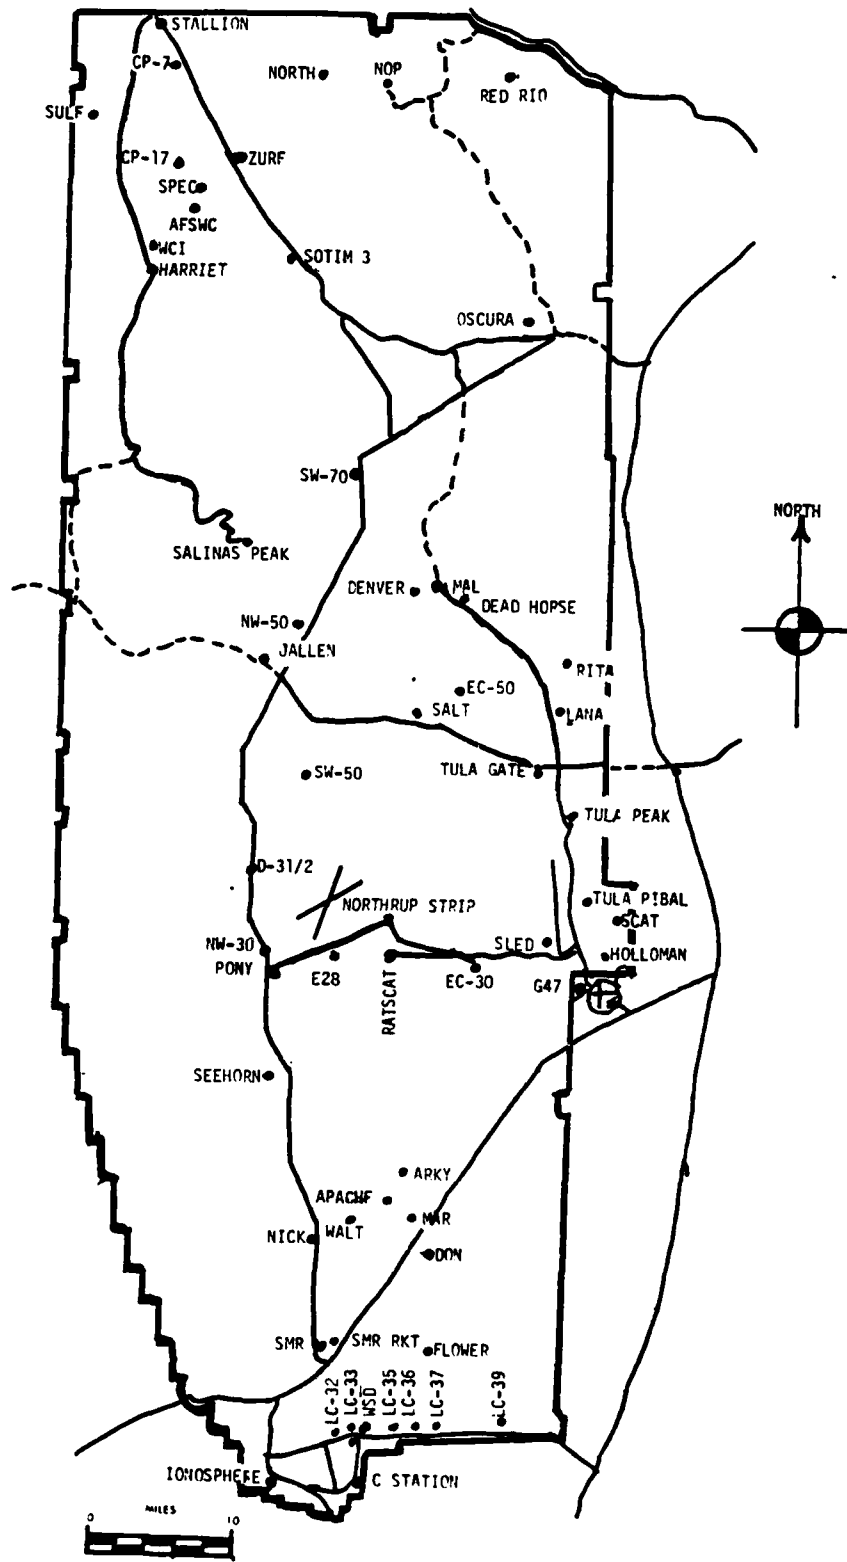 STALLION
CP-7
NORTH
NOP
RED RIO
SULF
CP-17
ZURF
SPEC
AFSWC
WCI
HARRIET
SOTIM 3
OSCURA
SW-70
NORTH
SALINAS PEAK
DENVER
MAL
DEAD HOPSE
NW-50
JALLEN
RITA
EC-50
SALT
LANA
SW-50
TULA GATE
TULA PEAK
D-31/2
NORTHRUP STRIP
TULA PIBAL
SCAT
NW-30
SLED
HOLLOMAN
PONY
E28
RATSCAT
EC-30
G47
SEEHORN
ARKY
APACHE
WALT
MAR
NICK
DON
SMR
SMR RKT
FLOWER
LC-32
LC-33
WSD
LC-35
LC-36
LC-37
LC-39
IONOSPHERE
C STATION
MILES
0
10